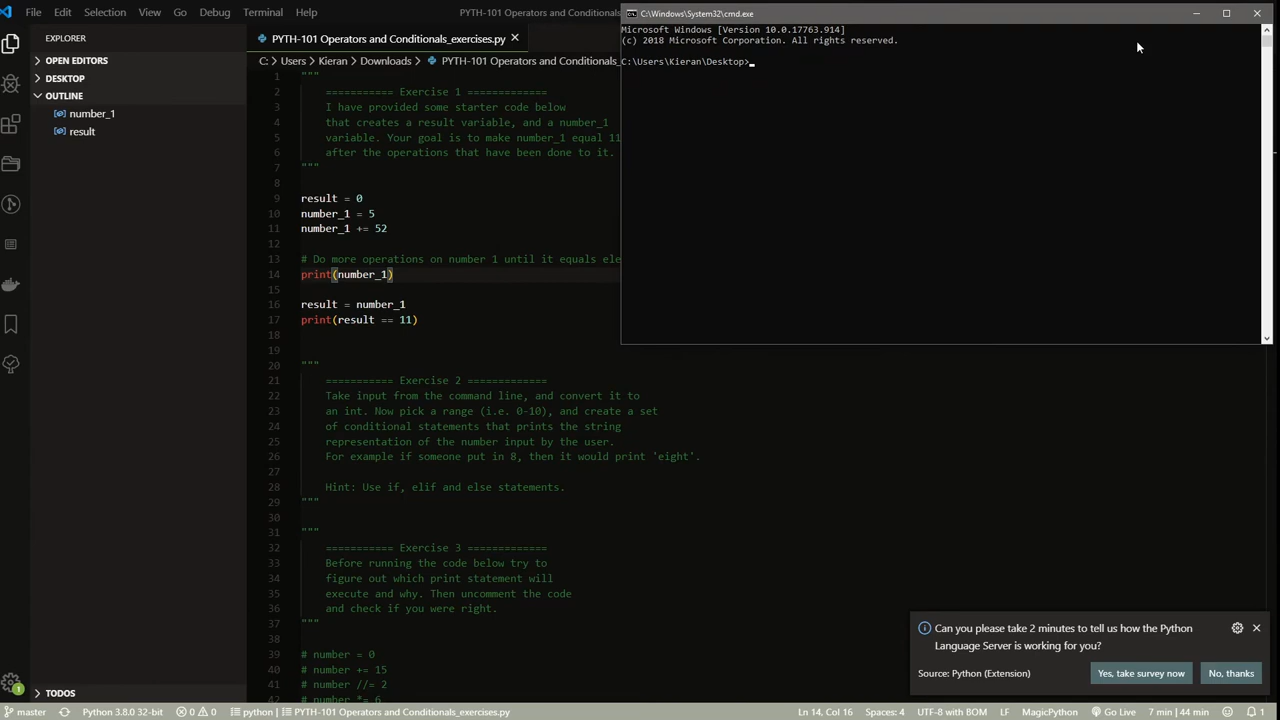 File Edit Selection View Go Debug Terminal Help
PYTH-101 Operators and Conditionals_exercises
EXPLORER
OPEN EDITORS
DESKTOP
OUTLINE
number_1
result
TODOS
PYTH-101 Operators and Conditionals_exercises.py
C: > Users > Kieran > Downloads > PYTH-101 Operators and Conditionals_
1 """
2 =========== Exercise 1 =============
3 I have provided some starter code below
4 that creates a result variable, and a number_1
5 variable. Your goal is to make number_1 equal 11
6 after the operations that have been done to it.
7 """
8
9 result = 0
10 number_1 = 5
11 number_1 += 52
12
13 # Do more operations on number 1 until it equals ele
14 print(number_1)
15
16 result = number_1
17 print(result == 11)
18
19
20 """
21 =========== Exercise 2 =============
22 Take input from the command line, and convert it to
23 an int. Now pick a range (i.e. 0-10), and create a set
24 of conditional statements that prints the string
25 representation of the number input by the user.
26 For example if someone put in 8, then it would print 'eight'.
27
28 Hint: Use if, elif and else statements.
29 """
30
31 """
32 =========== Exercise 3 =============
33 Before running the code below try to
34 figure out which print statement will
35 execute and why. Then uncomment the code
36 and check if you were right.
37 """
38
39 # number = 0
40 # number += 15
41 # number //= 2
42 # number *= 6
C:\Windows\System32\cmd.exe
Microsoft Windows [Version 10.0.17763.914]
(c) 2018 Microsoft Corporation. All rights reserved.
C:\Users\Kieran\Desktop>
Can you please take 2 minutes to tell us how the Python
Language Server is working for you?
Source: Python (Extension)
Yes, take survey now
No, thanks
1
master Python 3.8.0 32-bit 0 0 python PYTH-101 Operators and Conditionals_exercises.py Ln 14, Col 16 Spaces: 4 UTF-8 with BOM LF MagicPython Go Live 7 min | 44 min 1